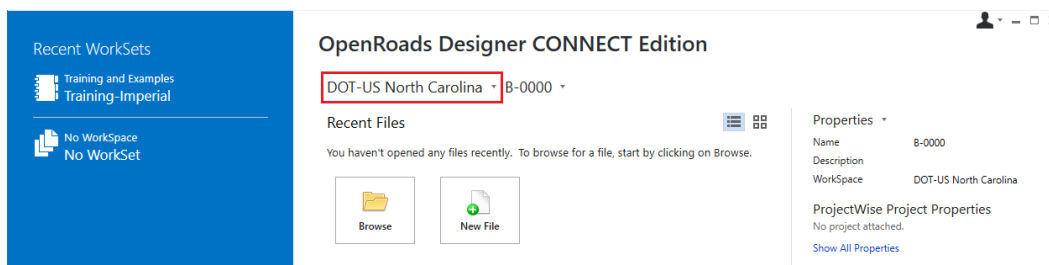 Recent WorkSets
Training and Examples
Training-Imperial
No WorkSpace
No WorkSet
OpenRoads Designer CONNECT Edition
DOT-US North Carolina B-0000
Recent Files
You haven't opened any files recently. To browse for a file, start by clicking on Browse.
Browse
New File
Properties
Name B-0000
Description
WorkSpace DOT-US North Carolina
ProjectWise Project Properties
No project attached.
Show All Properties